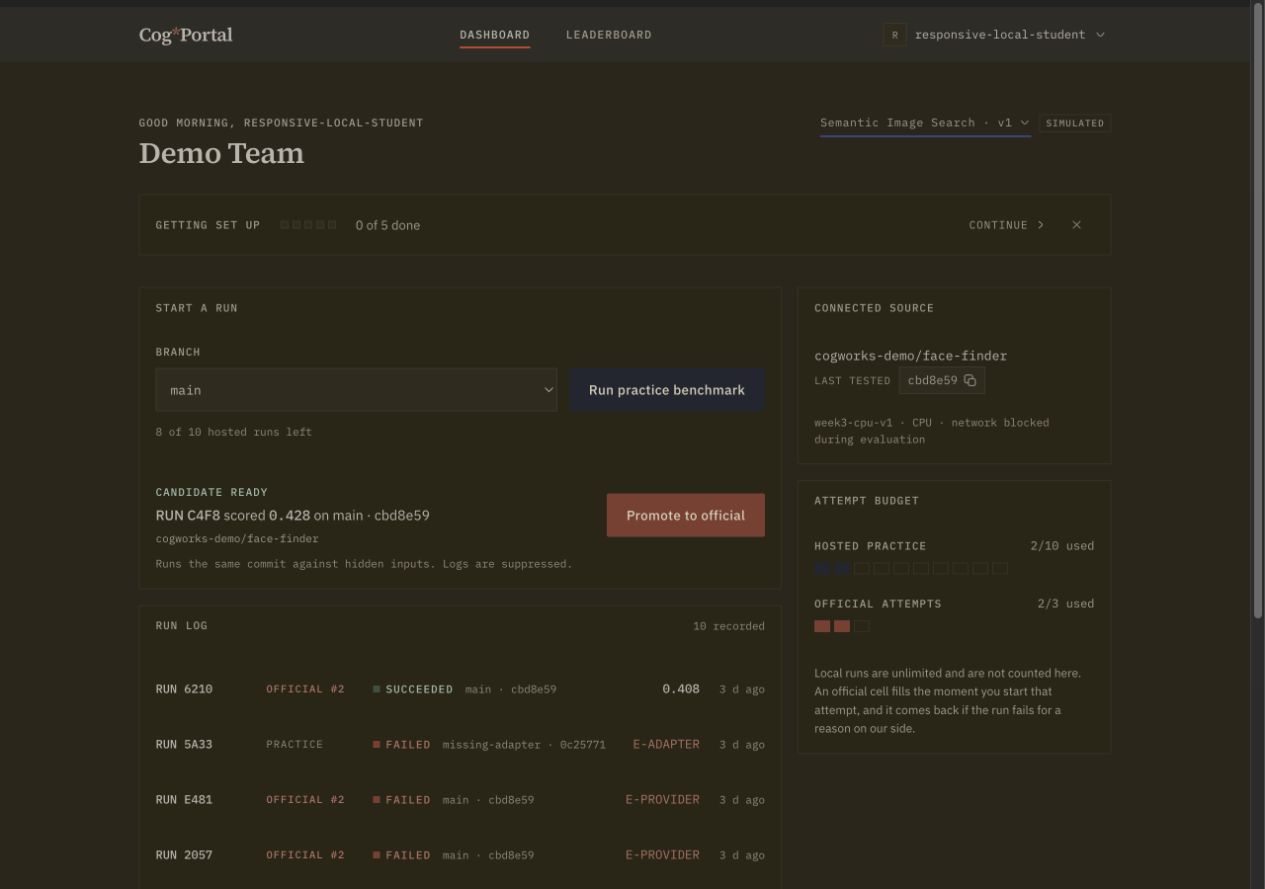 Cog*Portal
DASHBOARD
LEADERBOARD
R
responsive-local-student
GOOD MORNING, RESPONSIVE-LOCAL-STUDENT
Demo Team
Semantic Image Search · v1
SIMULATED
GETTING SET UP
0 of 5 done
CONTINUE
START A RUN
BRANCH
main
Run practice benchmark
8 of 10 hosted runs left
CANDIDATE READY
RUN C4F8 scored 0.428 on main · cbd8e59
cogworks-demo/face-finder
Runs the same commit against hidden inputs. Logs are suppressed.
Promote to official
CONNECTED SOURCE
cogworks-demo/face-finder
LAST TESTED cbd8e59
week3-cpu-v1 · CPU · network blocked
during evaluation
ATTEMPT BUDGET
HOSTED PRACTICE 2/10 used
OFFICIAL ATTEMPTS 2/3 used
Local runs are unlimited and are not counted here.
An official cell fills the moment you start that
attempt, and it comes back if the run fails for a
reason on our side.
RUN LOG 10 recorded
RUN 6210 OFFICIAL #2 SUCCEEDED main · cbd8e59 0.408 3 d ago
RUN 5A33 PRACTICE FAILED missing-adapter · 0c25771 E-ADAPTER 3 d ago
RUN E481 OFFICIAL #2 FAILED main · cbd8e59 E-PROVIDER 3 d ago
RUN 2057 OFFICIAL #2 FAILED main · cbd8e59 E-PROVIDER 3 d ago